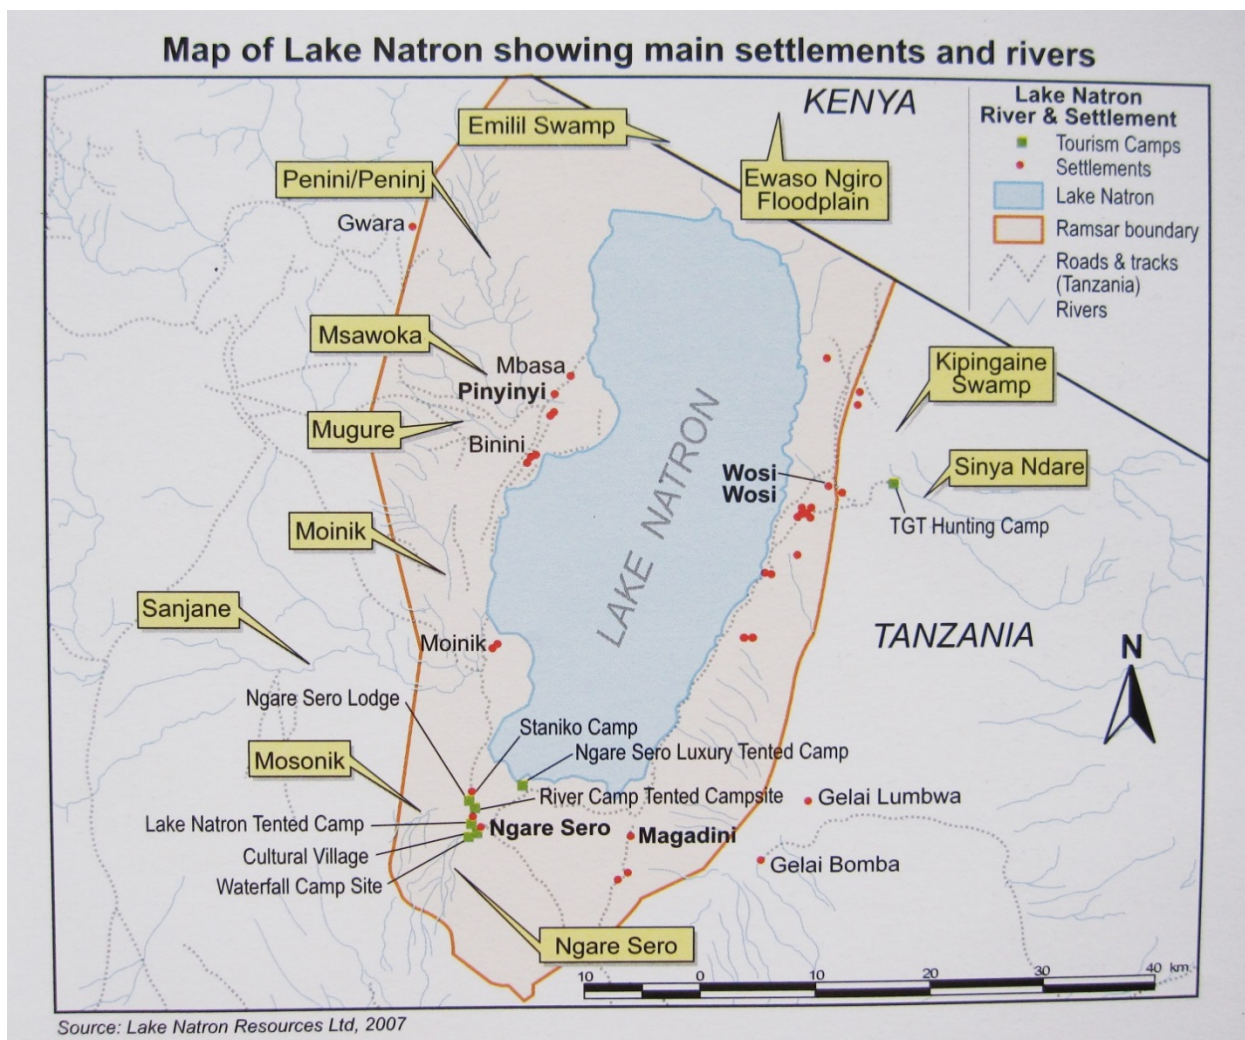 Map of Lake Natron showing main settlements and rivers
KENYA
Lake Natron
River & Settlement
Tourism Camps
Settlements
Lake Natron
Ramsar boundary
Roads & tracks
(Tanzania)
Rivers
Emilil Swamp
Ewaso Ngiro
Floodplain
Penini/Peninj
Gwara
Msawoka
Mbasa
Pinyinyi
Kipingaine
Swamp
Mugure
Binini
Wosi
Wosi
Sinya Ndare
TGT Hunting Camp
LAKE NATRON
Moinik
Sanjane
Moinik
TANZANIA
N
Ngare Sero Lodge
Staniko Camp
Ngare Sero Luxury Tented Camp
Mosonik
River Camp Tented Campsite
Gelai Lumbwa
Lake Natron Tented Camp
Ngare Sero
Magadini
Cultural Village
Gelai Bomba
Waterfall Camp Site
Ngare Sero
10 0 10 20 30 40 km.
Source: Lake Natron Resources Ltd, 2007